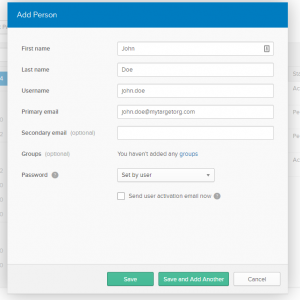 Add Person
First name John
Last name Doe
Username john.doe
Primary email john.doe@mytargetorg.com
Secondary email (optional)
Groups (optional) You haven't added any groups
Password ? Set by user
Send user activation email now ?
Save Save and Add Another Cancel